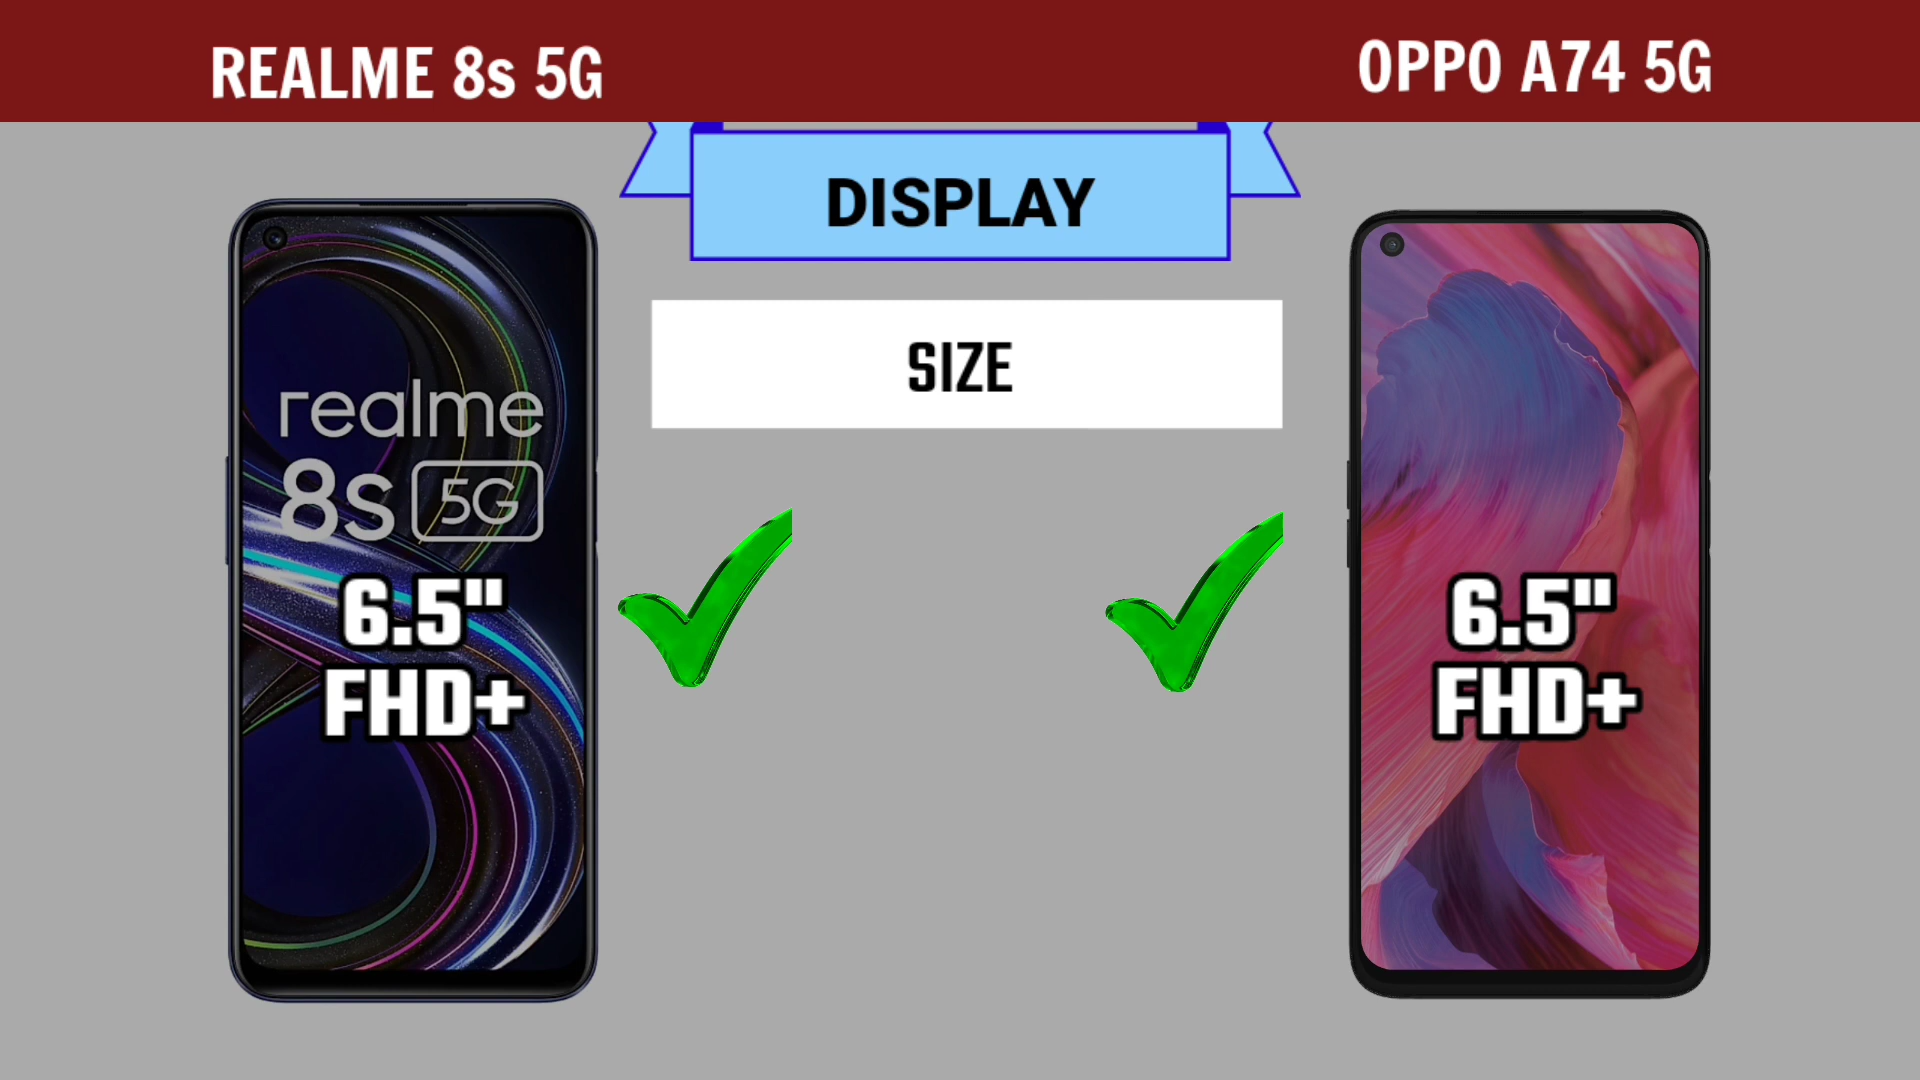 REALME 8s 5G
OPPO A74 5G
DISPLAY
SIZE
realme
8s 5G
6.5"
FHD+
6.5"
FHD+